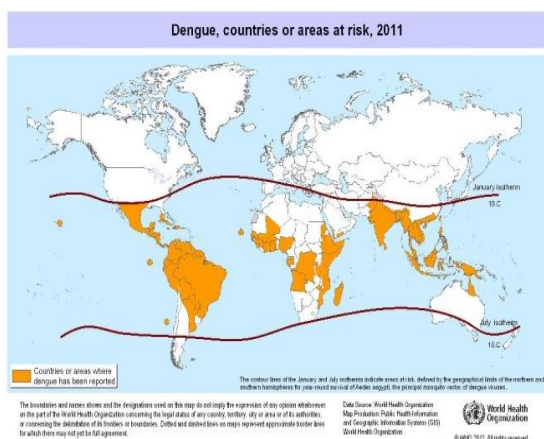 Dengue, countries or areas at risk, 2011
January isotherm
10.C
July isotherm
10.C
Countries or areas where
dengue has been reported
The contour lines of the January and July isotherms indicate areas at risk, defined by the geographical limits of the northern and
southern hemispheres for year-round survival of Aedes aegypti, the principal mosquito vector of dengue viruses.
The boundaries and names shown and the designations used on this map do not imply the expression of any opinion whatsoever
on the part of the World Health Organization concerning the legal status of any country, territory, city or area or of its authorities,
or concerning the delimitation of its frontiers or boundaries. Dotted and dashed lines on maps represent approximate border lines
for which there may not yet be full agreement.
Data Source: World Health Organization
Map Production: Public Health Information
and Geographic Information Systems (GIS)
World Health Organization
World Health
Organization
© WHO 2012. All rights reserved